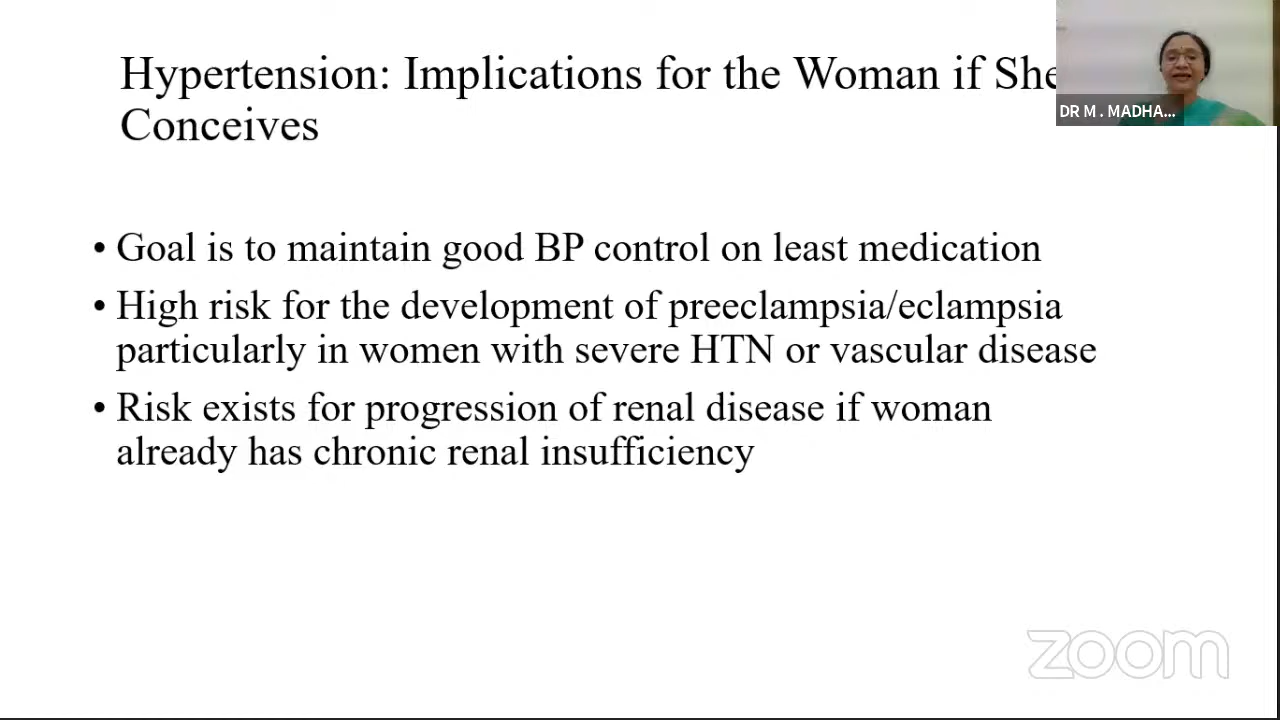 Hypertension: Implications for the Woman if She
Conceives
DR M . MADHA...
• Goal is to maintain good BP control on least medication
• High risk for the development of preeclampsia/eclampsia
particularly in women with severe HTN or vascular disease
• Risk exists for progression of renal disease if woman
already has chronic renal insufficiency
zoom